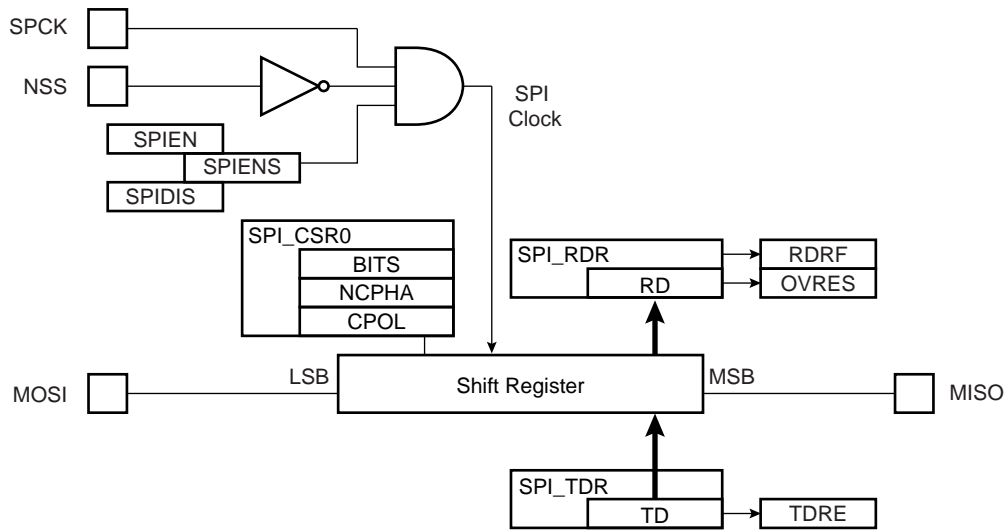 SPCK
NSS
SPI
Clock
SPIEN
SPIENS
SPIDIS
SPI_CSR0
BITS
NCPHA
CPOL
SPI_RDR
RD
RDRF
OVRES
MOSI
LSB
Shift Register
MSB
MISO
SPI_TDR
TD
TDRE